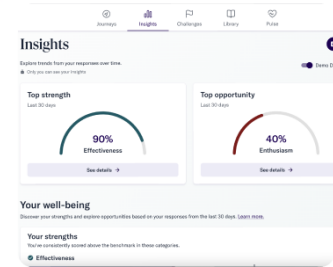 Journeys Insights Challenges Library Pulse
Insights
Explore trends from your responses over time.
Only you can see your insights
Demo D
Top strength
Last 30 days
90%
Effectiveness
See details →
Top opportunity
Last 30 days
40%
Enthusiasm
See details →
Your well-being
Discover your strengths and explore opportunities based on your responses from the last 30 days. Learn more.
Your strengths
You've consistently scored above the benchmark in these categories.
Effectiveness